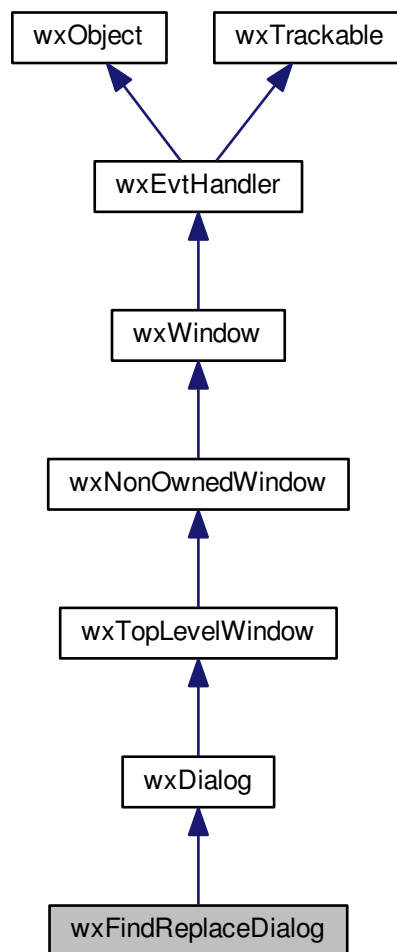 wxObject
wxTrackable
wxEvtHandler
wxWindow
wxNonOwnedWindow
wxTopLevelWindow
wxDialog
wxFindReplaceDialog